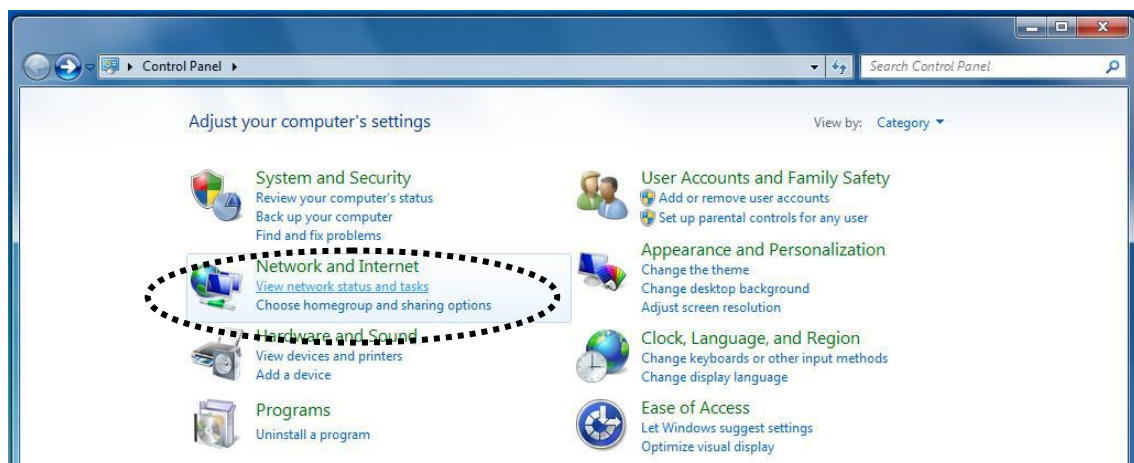 Control Panel
Search Control Panel
Adjust your computer's settings
View by: Category
System and Security
Review your computer's status
Back up your computer
Find and fix problems
Network and Internet
View network status and tasks
Choose homegroup and sharing options
Hardware and Sound
View devices and printers
Add a device
Programs
Uninstall a program
User Accounts and Family Safety
Add or remove user accounts
Set up parental controls for any user
Appearance and Personalization
Change the theme
Change desktop background
Adjust screen resolution
Clock, Language, and Region
Change keyboards or other input methods
Change display language
Ease of Access
Let Windows suggest settings
Optimize visual display